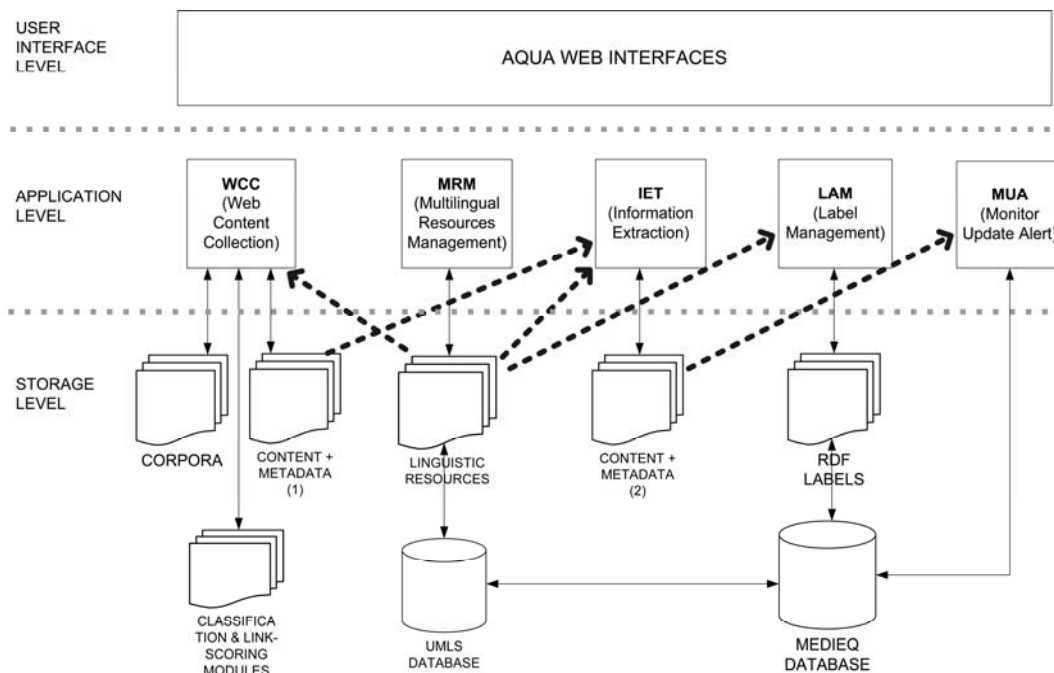 USER
INTERFACE
LEVEL
AQUA WEB INTERFACES
APPLICATION
LEVEL
WCC
(Web
Content
Collection)
MRM
(Multilingual
Resources
Management)
IET
(Information
Extraction)
LAM
(Label
Management)
MUA
(Monitor
Update Alert)
STORAGE
LEVEL
CORPORA
CONTENT +
METADATA
(1)
LINGUISTIC
RESOURCES
CONTENT +
METADATA
(2)
RDF
LABELS
CLASSIFICA
TION & LINK-
SCORING
MODULES
UMLS
DATABASE
MEDIEQ
DATABASE